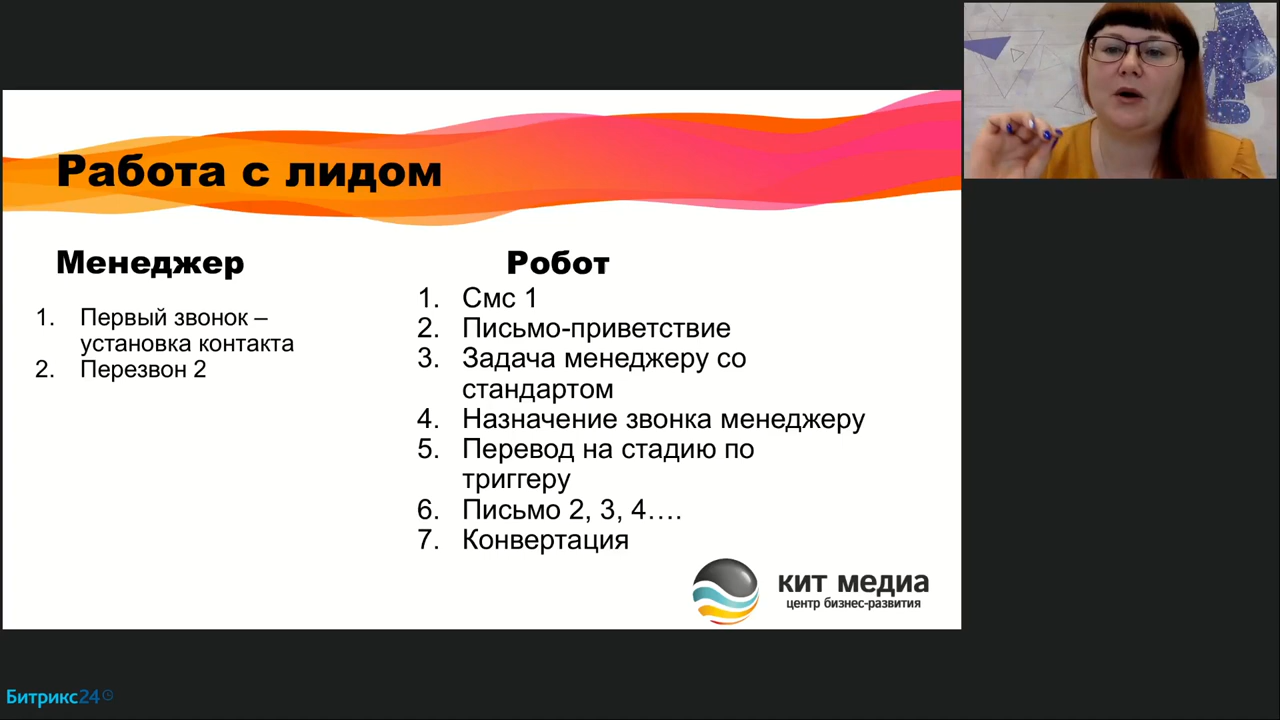 Работа с лидом
Менеджер
1. Первый звонок –
установка контакта
2. Перезвон 2
Робот
1. Смс 1
2. Письмо-приветствие
3. Задача менеджеру со
стандартом
4. Назначение звонка менеджеру
5. Перевод на стадию по
триггеру
6. Письмо 2, 3, 4….
7. Конвертация
кит медиа
центр бизнес-развития
Битрикс24